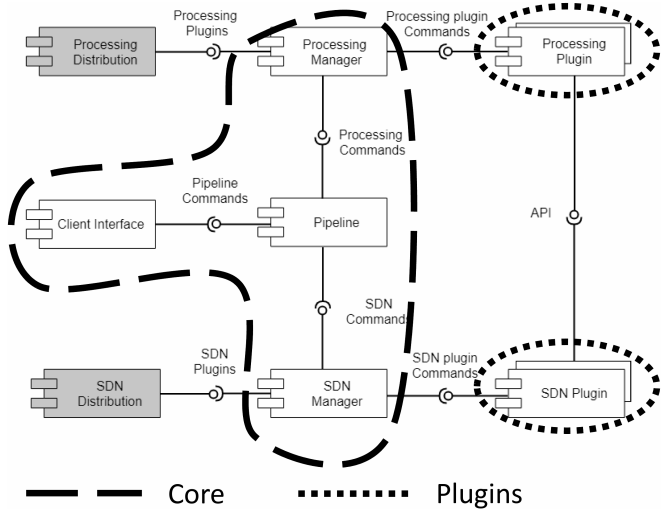 Processing
Plugins
Processing plugin
Commands
Processing
Distribution
Processing
Manager
Processing
Plugin
Processing
Commands
Pipeline
Commands
Client Interface
Pipeline
API
SDN
Commands
SDN
Plugins
SDN plugin
Commands
SDN
Distribution
SDN
Manager
SDN Plugin
Core
Plugins